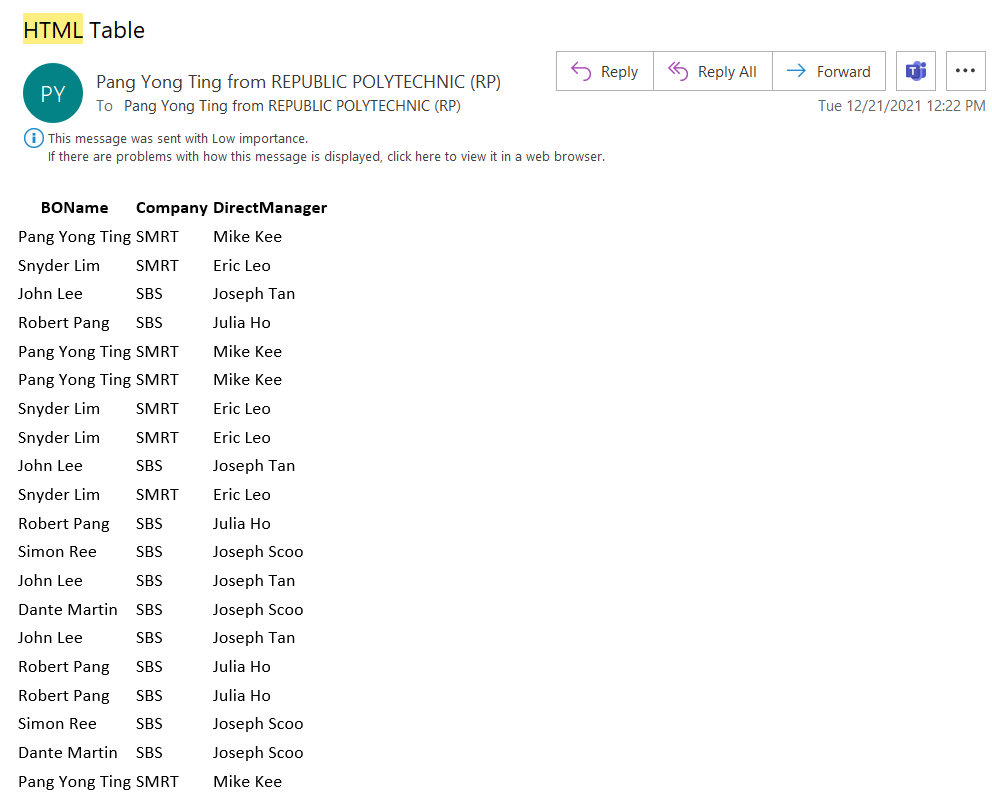 HTML Table
PY
Pang Yong Ting from REPUBLIC POLYTECHNIC (RP)
To Pang Yong Ting from REPUBLIC POLYTECHNIC (RP)
Reply Reply All Forward
Tue 12/21/2021 12:22 PM
This message was sent with Low importance.
If there are problems with how this message is displayed, click here to view it in a web browser.
BOName Company DirectManager
Pang Yong Ting SMRT Mike Kee
Snyder Lim SMRT Eric Leo
John Lee SBS Joseph Tan
Robert Pang SBS Julia Ho
Pang Yong Ting SMRT Mike Kee
Pang Yong Ting SMRT Mike Kee
Snyder Lim SMRT Eric Leo
Snyder Lim SMRT Eric Leo
John Lee SBS Joseph Tan
Snyder Lim SMRT Eric Leo
Robert Pang SBS Julia Ho
Simon Ree SBS Joseph Scoo
John Lee SBS Joseph Tan
Dante Martin SBS Joseph Scoo
John Lee SBS Joseph Tan
Robert Pang SBS Julia Ho
Robert Pang SBS Julia Ho
Simon Ree SBS Joseph Scoo
Dante Martin SBS Joseph Scoo
Pang Yong Ting SMRT Mike Kee